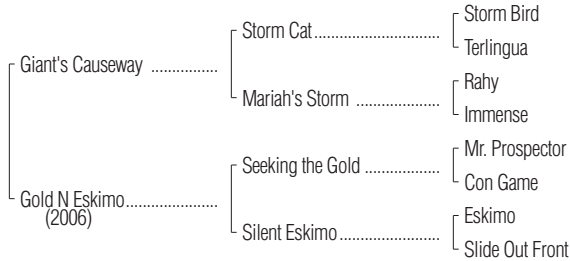 Storm Bird
Storm Cat
Terlingua
Giant's Causeway
Rahy
Mariah's Storm
Immense
Mr. Prospector
Seeking the Gold
Con Game
Gold N Eskimo
(2006)
Eskimo
Silent Eskimo
Slide Out Front